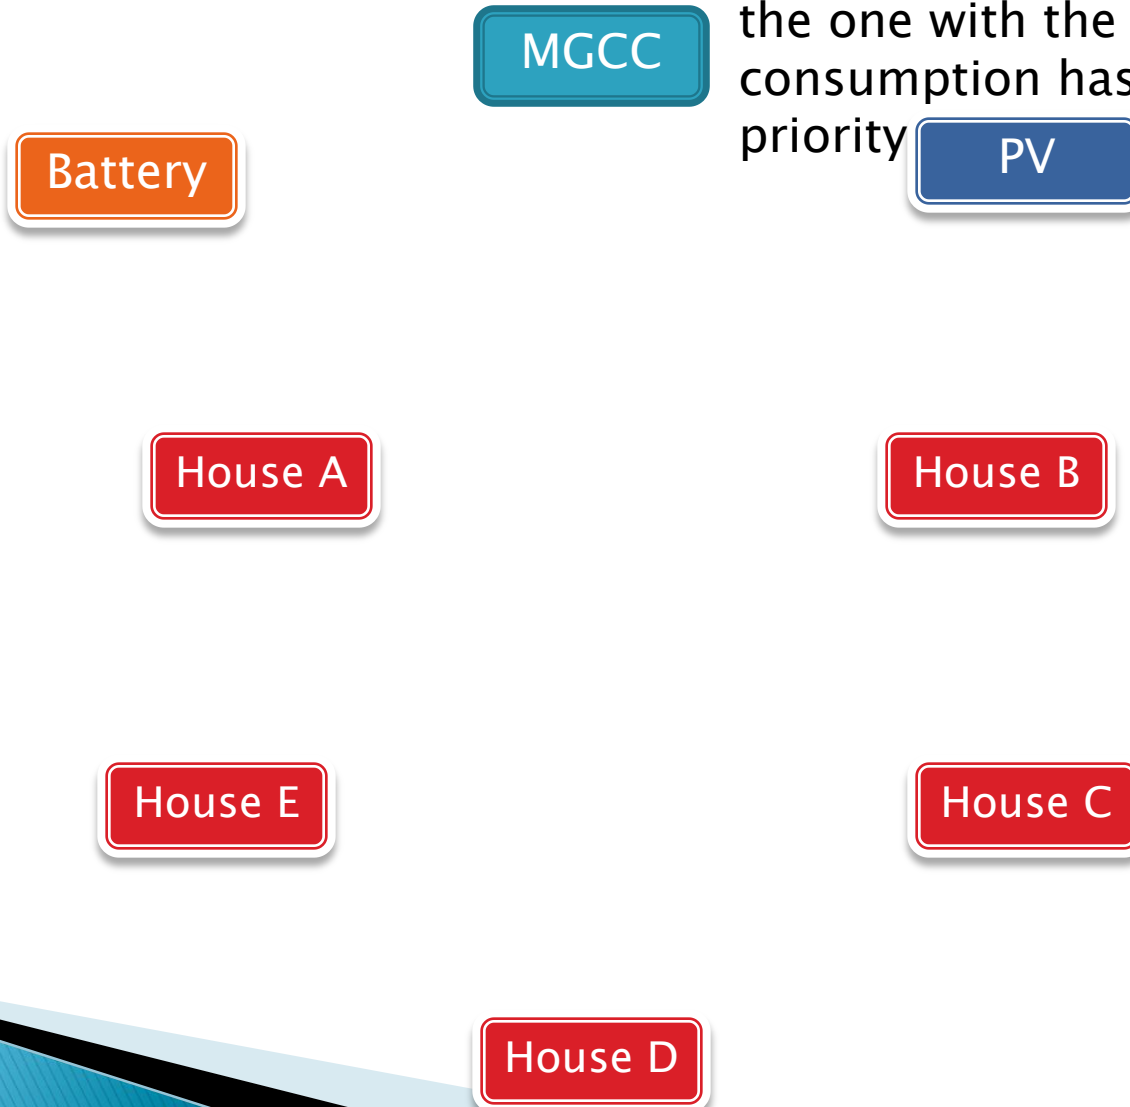 the one with the
MGCC
consumption has
priority
PV
Battery
House A
House B
House E
House C
House D